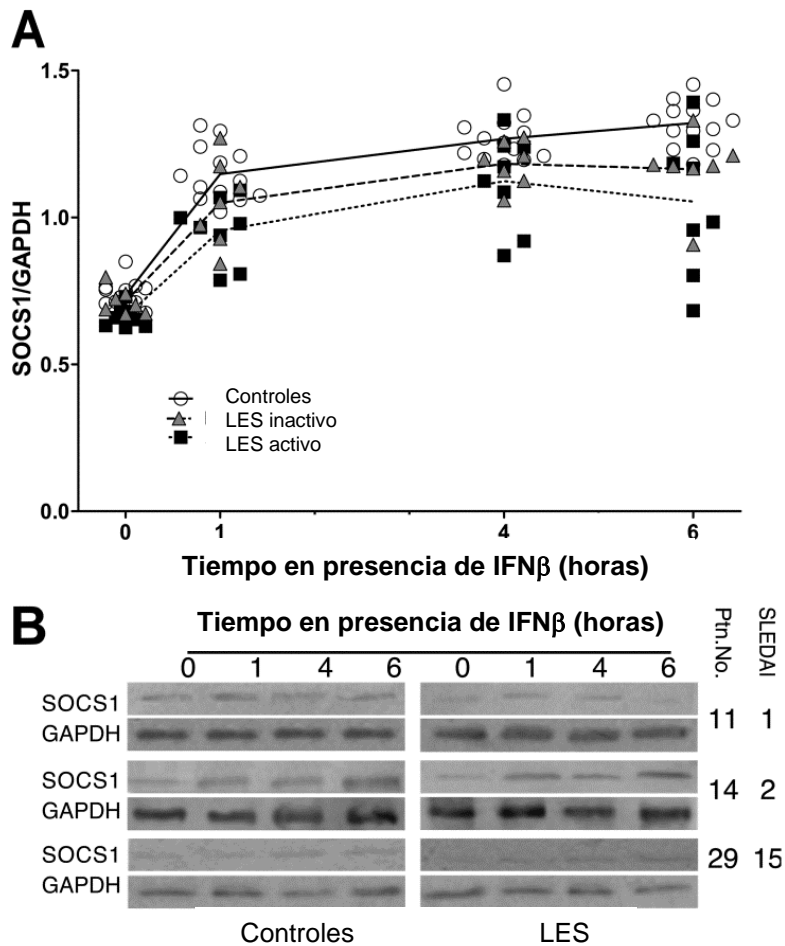 A
1.5
1.0
0.5
0.0
SOCS1/GAPDH
Controles
LES inactivo
LES activo
0 1 4 6
Tiempo en presencia de IFNβ (horas)
B
Tiempo en presencia de IFNβ (horas)
Ptn.No.
SLEDAI
0 1 4 6 0 1 4 6
SOCS1
GAPDH
11 1
SOCS1
GAPDH
14 2
SOCS1
GAPDH
29 15
Controles LES